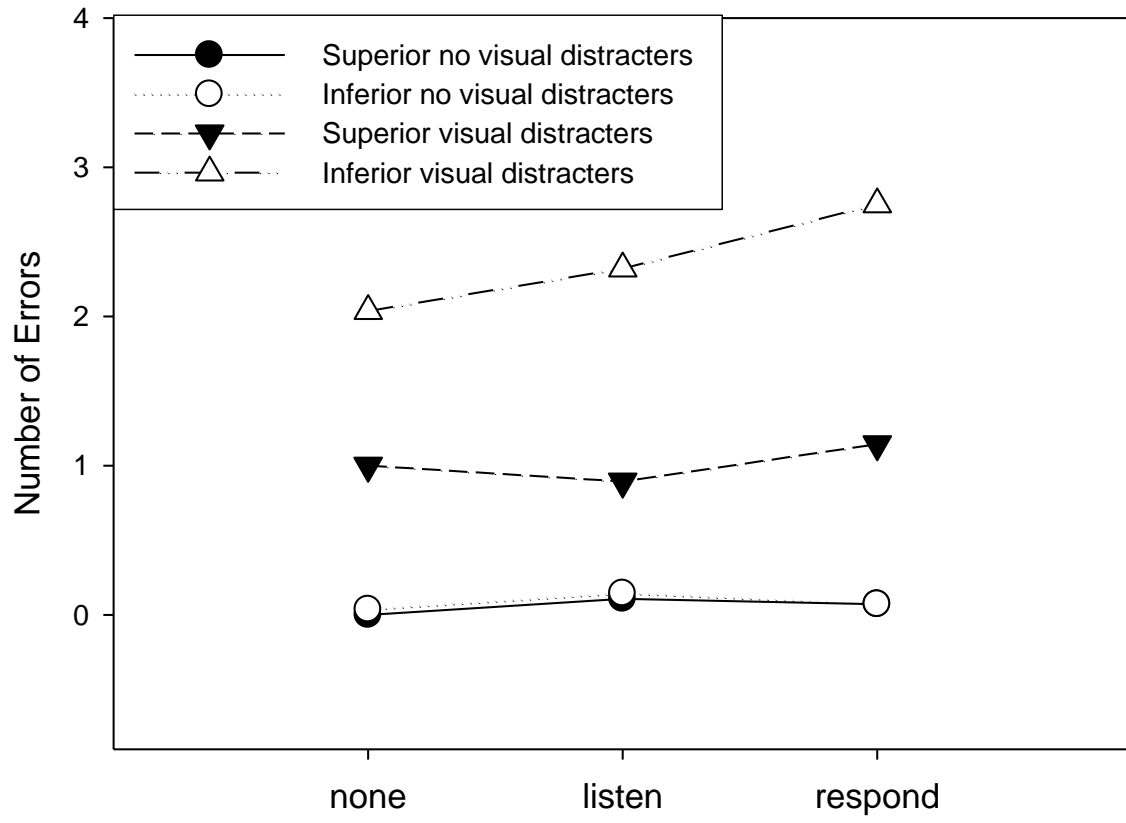 4
Superior no visual distracters
Inferior no visual distracters
Superior visual distracters
Inferior visual distracters
3
2
1
0
Number of Errors
none listen respond